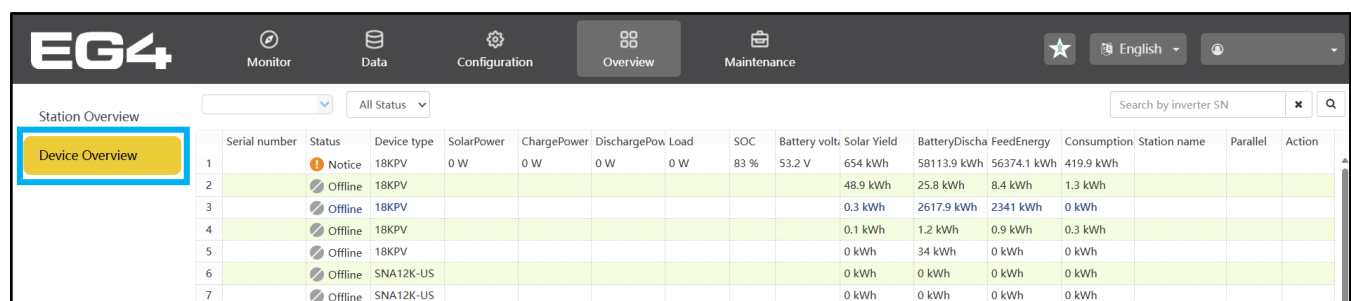 EG4
Monitor Data Configuration Overview Maintenance English
Station Overview
Device Overview
All Status Search by inverter SN
Serial number Status Device type SolarPower ChargePower DischargePow Load SOC Battery volta Solar Yield BatteryDischa FeedEnergy Consumption Station name Parallel Action
1 Notice 18KPV 0 W 0 W 0 W 0 W 83 % 53.2 V 654 kWh 58113.9 kWh 56374.1 kWh 419.9 kWh
2 Offline 18KPV 48.9 kWh 25.8 kWh 8.4 kWh 1.3 kWh
3 Offline 18KPV 0.3 kWh 2617.9 kWh 2341 kWh 0 kWh
4 Offline 18KPV 0.1 kWh 1.2 kWh 0.9 kWh 0.3 kWh
5 Offline 18KPV 0 kWh 34 kWh 0 kWh 0 kWh
6 Offline SNA12K-US 0 kWh 0 kWh 0 kWh 0 kWh
7 Offline SNA12K-US 0 kWh 0 kWh 0 kWh 0 kWh